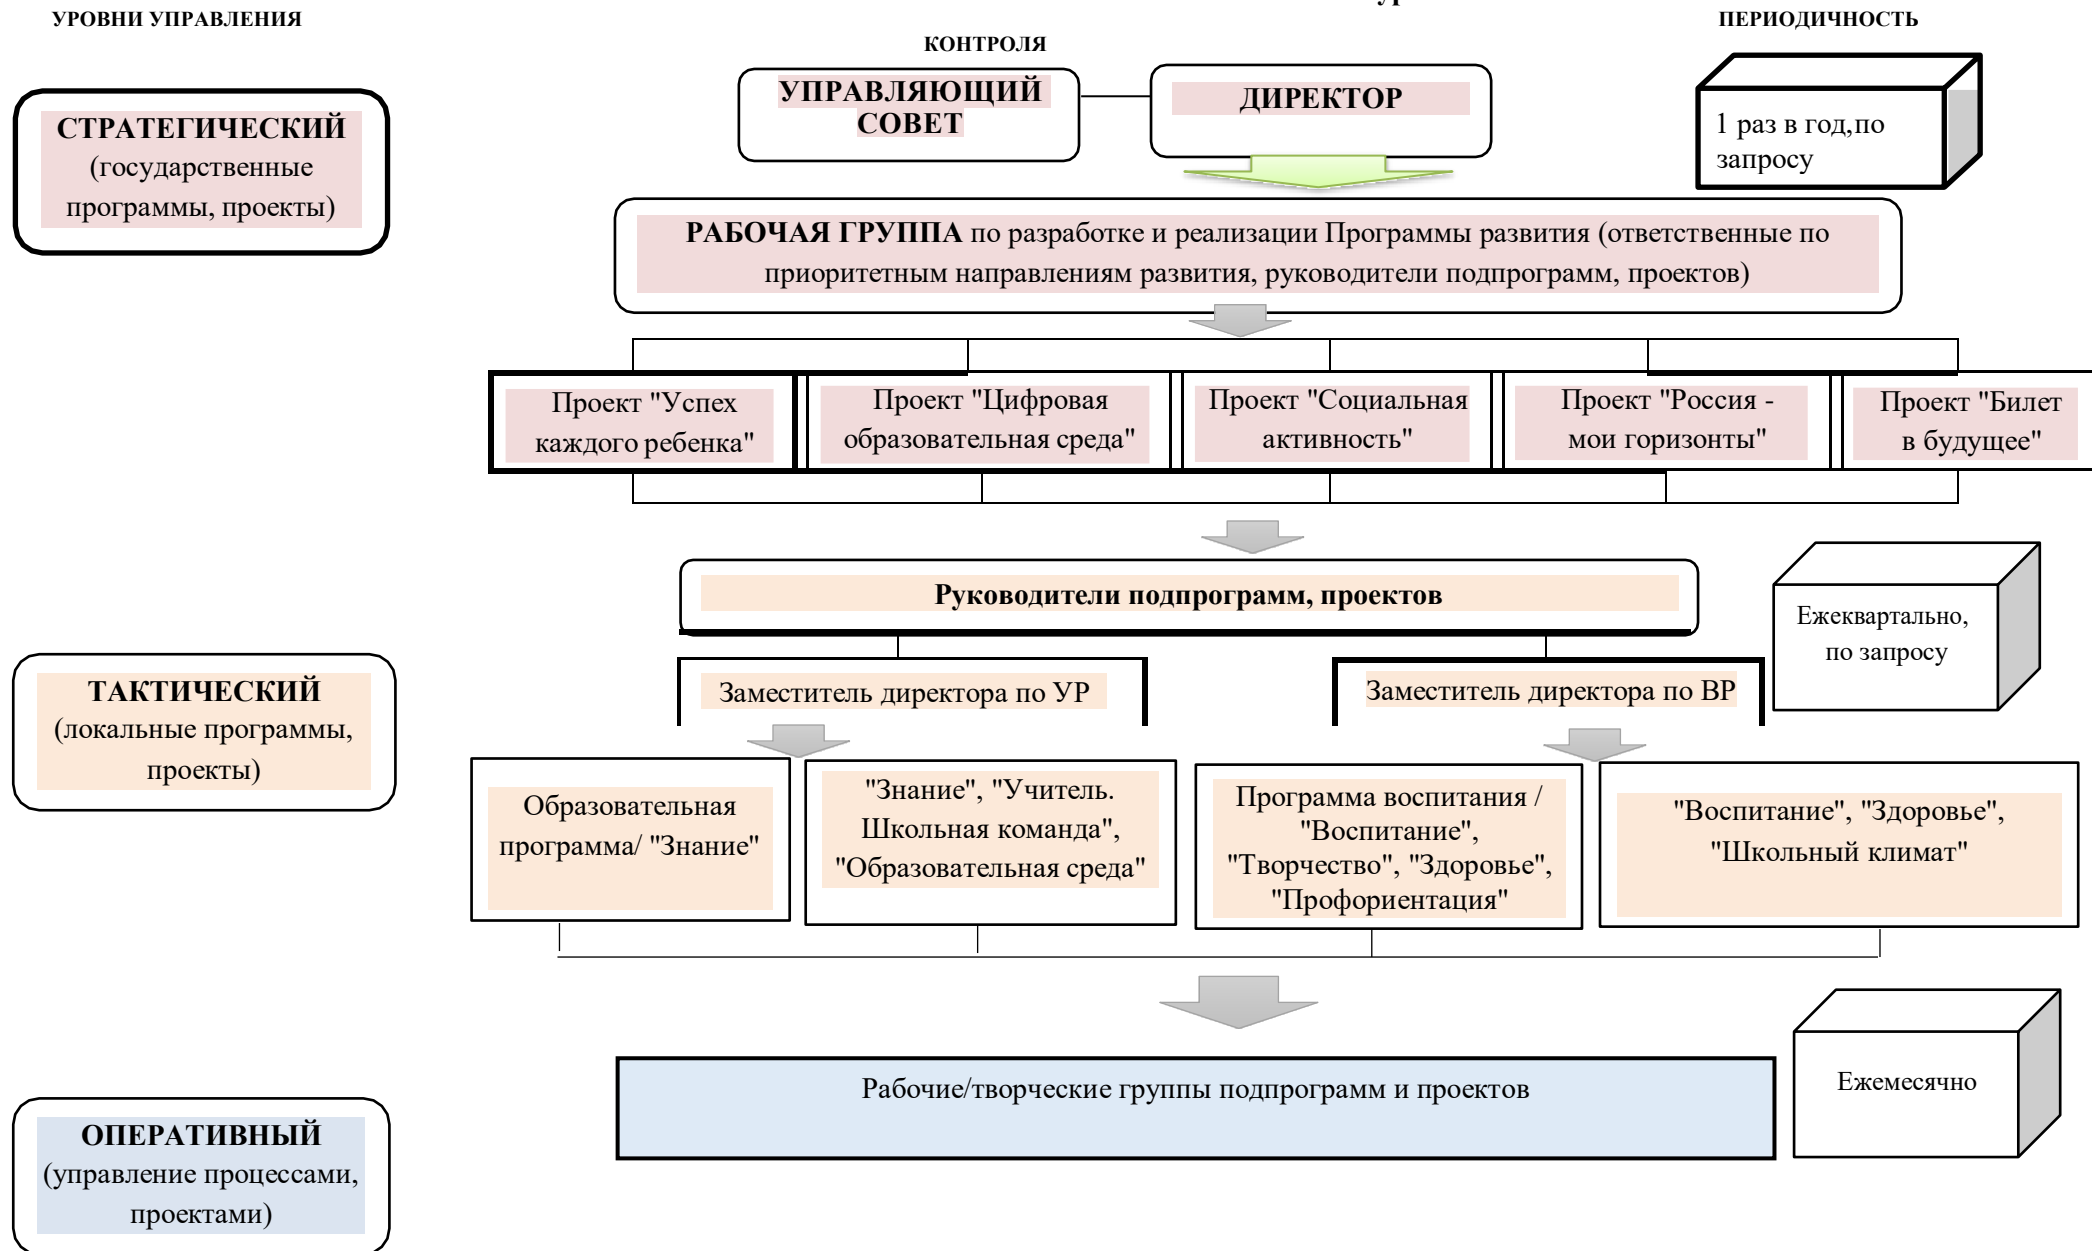 УРОВНИ УПРАВЛЕНИЯ
ПЕРИОДИЧНОСТЬ
КОНТРОЛЯ
УПРАВЛЯЮЩИЙ
СОВЕТ
ДИРЕКТОР
1 раз в год,по
запросу
СТРАТЕГИЧЕСКИЙ
(государственные
программы, проекты)
РАБОЧАЯ ГРУППА по разработке и реализации Программы развития (ответственные по
приоритетным направлениям развития, руководители подпрограмм, проектов)
Проект "Успех
каждого ребенка"
Проект "Цифровая
образовательная среда"
Проект "Социальная
активность"
Проект "Россия -
мои горизонты"
Проект "Билет
в будущее"
Руководители подпрограмм, проектов
Ежеквартально,
по запросу
ТАКТИЧЕСКИЙ
(локальные программы,
проекты)
Заместитель директора по УР
Заместитель директора по ВР
Образовательная
программа/ "Знание"
"Знание", "Учитель.
Школьная команда",
"Образовательная среда"
Программа воспитания /
"Воспитание",
"Творчество", "Здоровье",
"Профориентация"
"Воспитание", "Здоровье",
"Школьный климат"
Рабочие/творческие группы подпрограмм и проектов
Ежемесячно
ОПЕРАТИВНЫЙ
(управление процессами,
проектами)